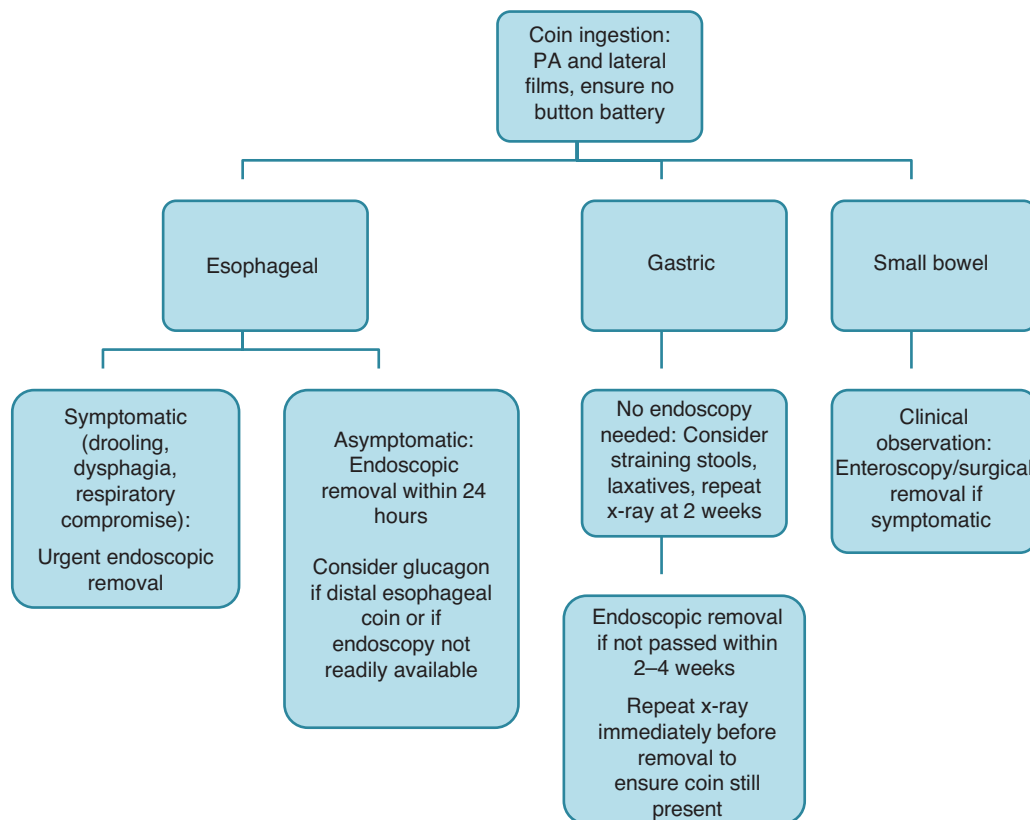 Coin ingestion:
PA and lateral
films, ensure no
button battery
Esophageal
Gastric
Small bowel
Symptomatic
(drooling,
dysphagia,
respiratory
compromise):
Urgent endoscopic
removal
Asymptomatic:
Endoscopic
removal within 24
hours
Consider glucagon
if distal esophageal
coin or if
endoscopy not
readily available
No endoscopy
needed: Consider
straining stools,
laxatives, repeat
x-ray at 2 weeks
Clinical
observation:
Enteroscopy/surgical
removal if
symptomatic
Endoscopic removal
if not passed within
2–4 weeks
Repeat x-ray
immediately before
removal to
ensure coin still
present